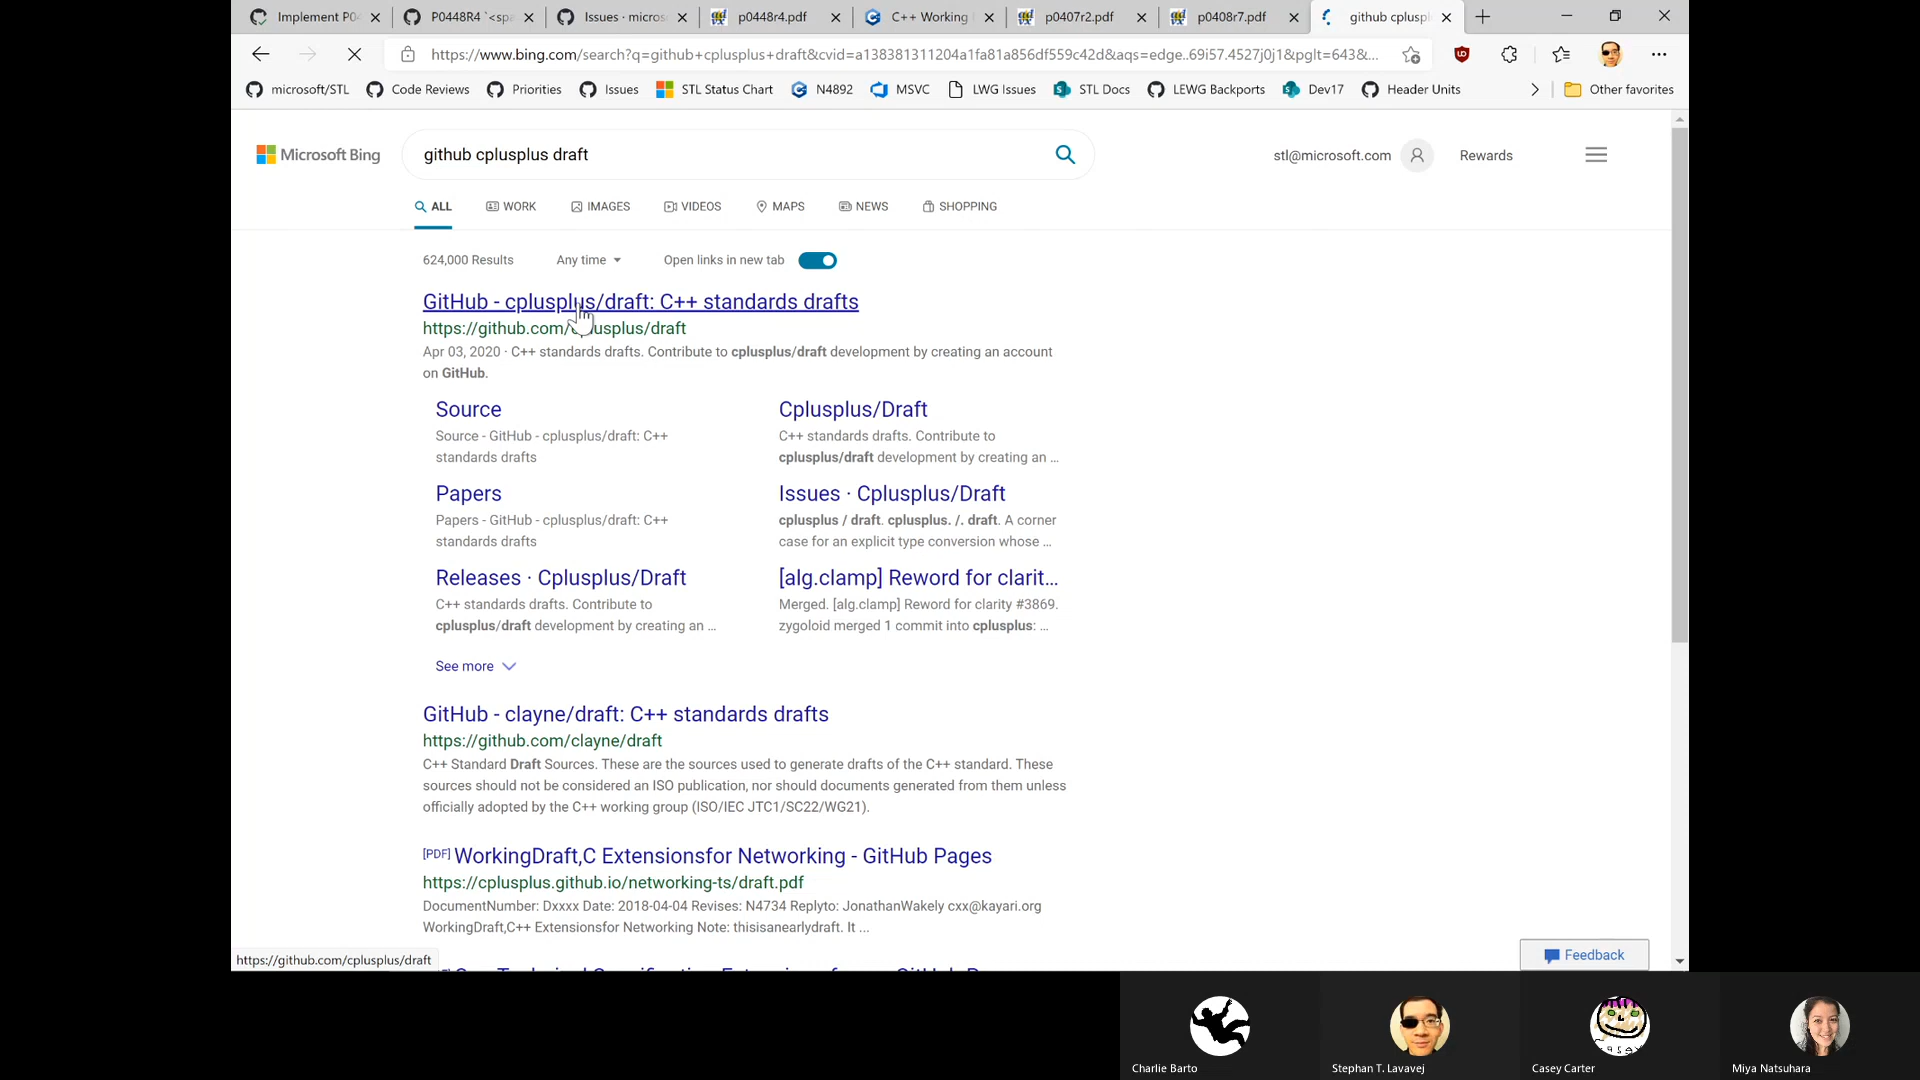 Implement P0
P0448R4 `<spa
Issues · micros
p0448r4.pdf
C++ Working
p0407r2.pdf
p0408r7.pdf
github cpluspl
https://www.bing.com/search?q=github+cplusplus+draft&cvid=a138381311204a1fa81a856df559c42d&aqs=edge..69i57.4527j0j1&pglt=643&...
microsoft/STL
Code Reviews
Priorities
Issues
STL Status Chart
N4892
MSVC
LWG Issues
STL Docs
LEWG Backports
Dev17
Header Units
Other favorites
Microsoft Bing
github cplusplus draft
stl@microsoft.com
Rewards
ALL
WORK
IMAGES
VIDEOS
MAPS
NEWS
SHOPPING
624,000 Results
Any time
Open links in new tab
GitHub - cplusplus/draft: C++ standards drafts
https://github.com/cplusplus/draft
Apr 03, 2020 · C++ standards drafts. Contribute to cplusplus/draft development by creating an account
on GitHub.
Source
Source - GitHub - cplusplus/draft: C++
standards drafts
Cplusplus/Draft
C++ standards drafts. Contribute to
cplusplus/draft development by creating an ...
Papers
Papers - GitHub - cplusplus/draft: C++
standards drafts
Issues · Cplusplus/Draft
cplusplus / draft. cplusplus. /. draft. A corner
case for an explicit type conversion whose ...
Releases · Cplusplus/Draft
C++ standards drafts. Contribute to
cplusplus/draft development by creating an ...
[alg.clamp] Reword for clarit...
Merged. [alg.clamp] Reword for clarity #3869.
zygoloid merged 1 commit into cplusplus: ...
See more
GitHub - clayne/draft: C++ standards drafts
https://github.com/clayne/draft
C++ Standard Draft Sources. These are the sources used to generate drafts of the C++ standard. These
sources should not be considered an ISO publication, nor should documents generated from them unless
officially adopted by the C++ working group (ISO/IEC JTC1/SC22/WG21).
[PDF] WorkingDraft,C Extensionsfor Networking - GitHub Pages
https://cplusplus.github.io/networking-ts/draft.pdf
DocumentNumber: Dxxxx Date: 2018-04-04 Revises: N4734 Replyto: JonathanWakely cxx@kayari.org
WorkingDraft,C++ Extensionsfor Networking Note: thisisanearlydraft. It ...
https://github.com/cplusplus/draft
Feedback
Charlie Barto
Stephan T. Lavavej
Casey Carter
Miya Natsuhara